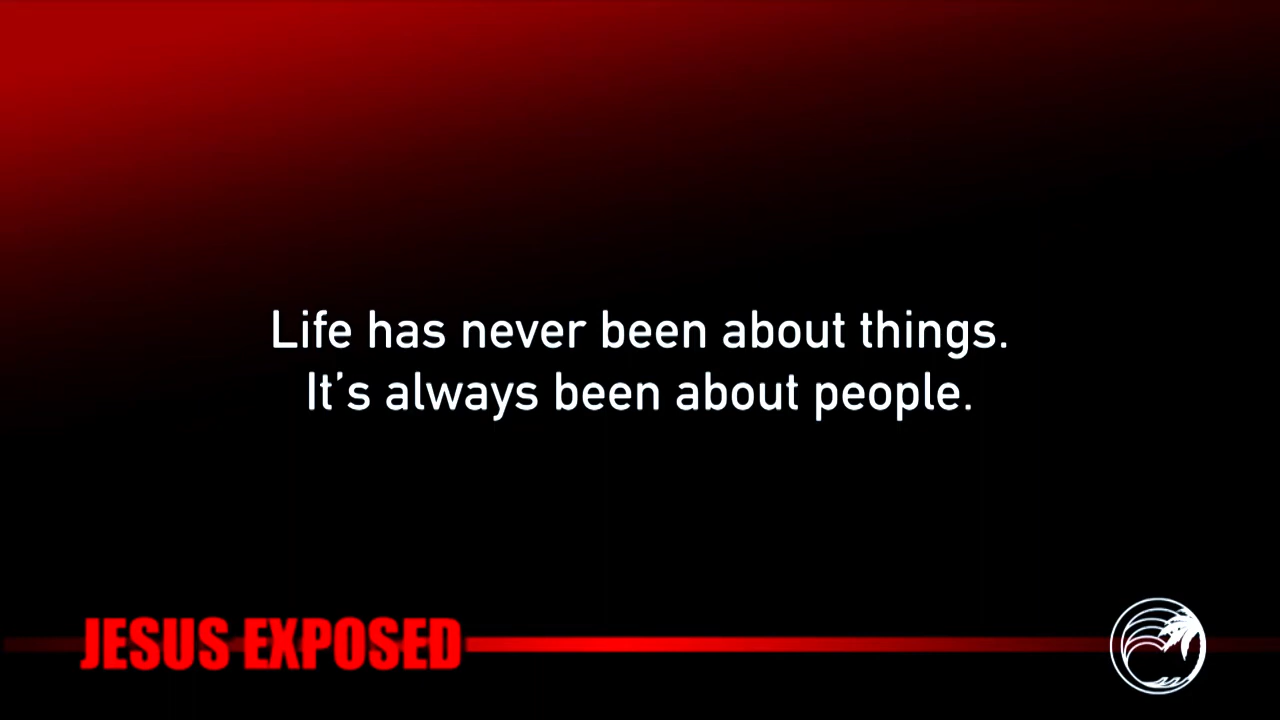 Life has never been about things.
It’s always been about people.
JESUS EXPOSED